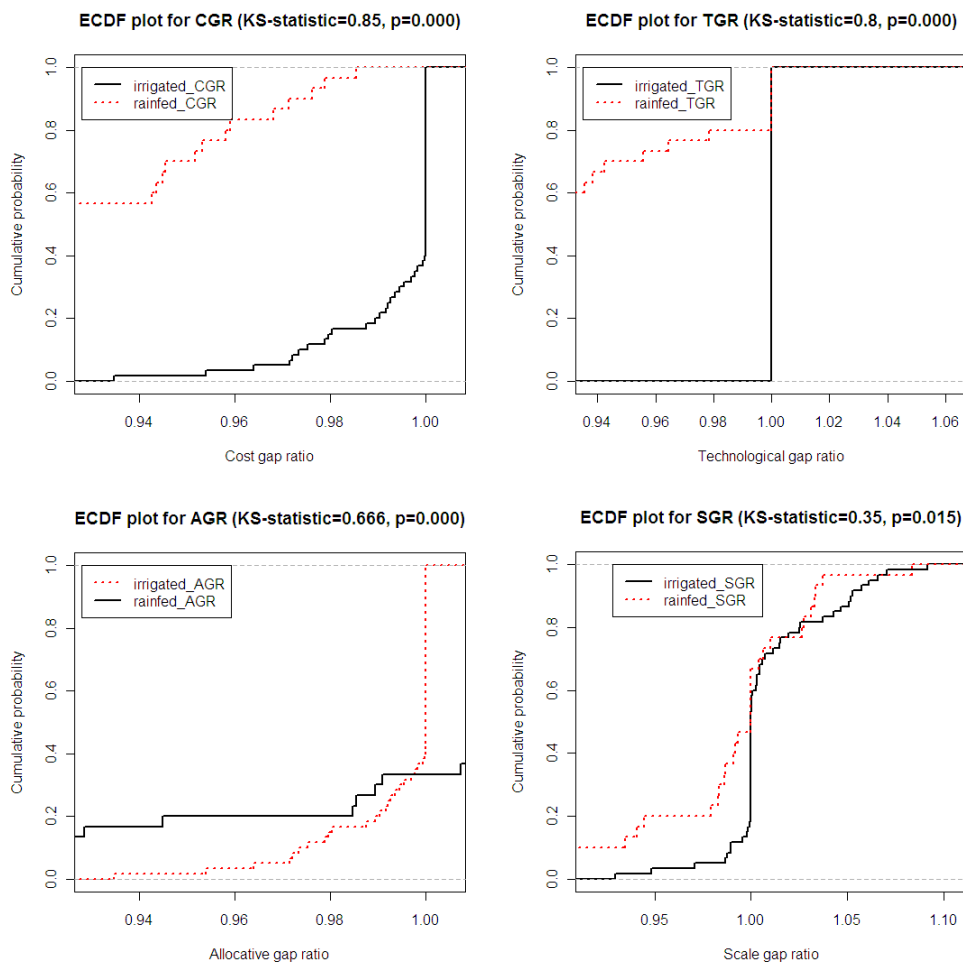 ECDF plot for CGR (KS-statistic=0.85, p=0.000)
irrigated_CGR
rainfed_CGR
Cumulative probability
0.0 0.2 0.4 0.6 0.8 1.0
0.94 0.96 0.98 1.00
Cost gap ratio
ECDF plot for TGR (KS-statistic=0.8, p=0.000)
irrigated_TGR
rainfed_TGR
Cumulative probability
0.0 0.2 0.4 0.6 0.8 1.0
0.94 0.96 0.98 1.00 1.02 1.04 1.06
Technological gap ratio
ECDF plot for AGR (KS-statistic=0.666, p=0.000)
irrigated_AGR
rainfed_AGR
Cumulative probability
0.0 0.2 0.4 0.6 0.8 1.0
0.94 0.96 0.98 1.00
Allocative gap ratio
ECDF plot for SGR (KS-statistic=0.35, p=0.015)
irrigated_SGR
rainfed_SGR
Cumulative probability
0.0 0.2 0.4 0.6 0.8 1.0
0.95 1.00 1.05 1.10
Scale gap ratio